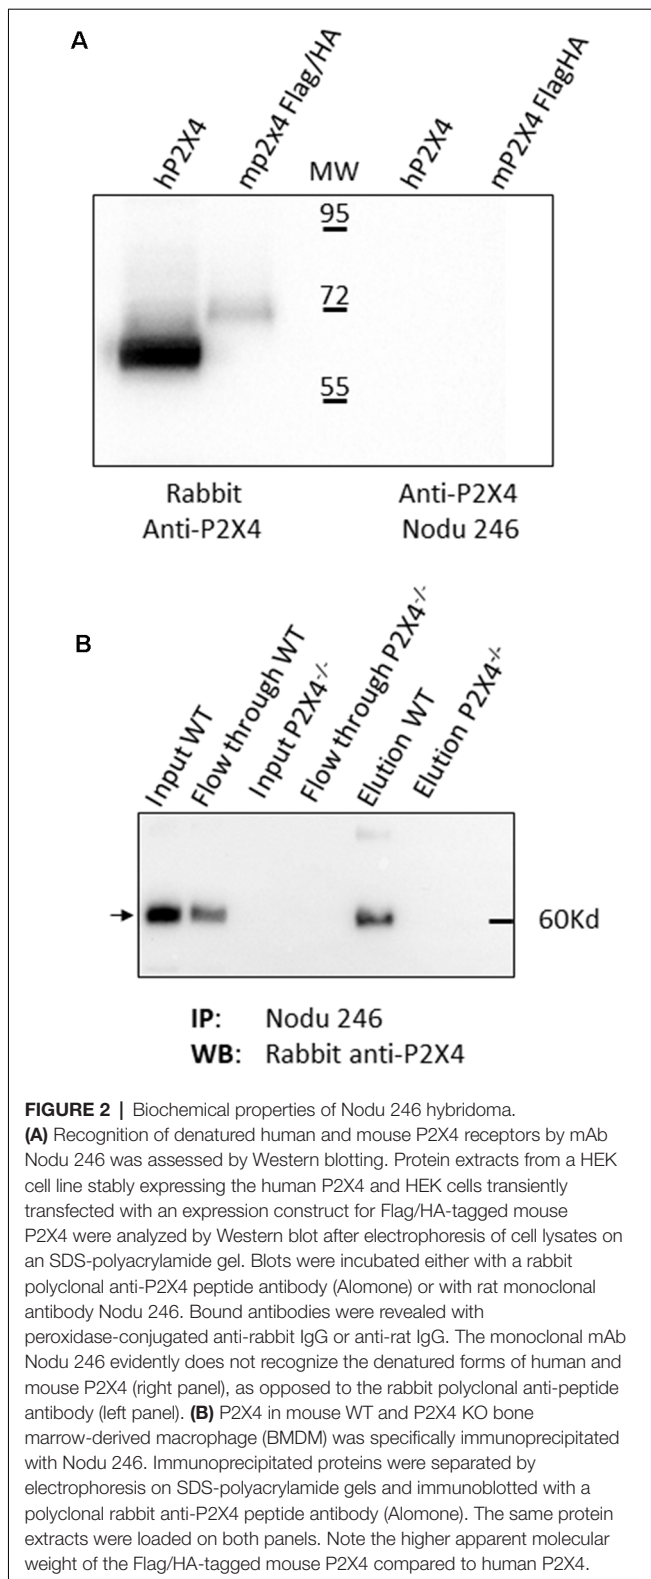 A
hP2X4
mp2x4 Flag/HA
MW
hP2X4
mP2X4 FlagHA
95
72
55
Rabbit
Anti-P2X4
Anti-P2X4
Nodu 246
B
Input WT
Flow through WT
Input P2X4-/-
Flow through P2X4-/-
Elution WT
Elution P2X4-/-
60Kd
IP: Nodu 246
WB: Rabbit anti-P2X4
FIGURE 2 | Biochemical properties of Nodu 246 hybridoma.
(A) Recognition of denatured human and mouse P2X4 receptors by mAb
Nodu 246 was assessed by Western blotting. Protein extracts from a HEK
cell line stably expressing the human P2X4 and HEK cells transiently
transfected with an expression construct for Flag/HA-tagged mouse
P2X4 were analyzed by Western blot after electrophoresis of cell lysates on
an SDS-polyacrylamide gel. Blots were incubated either with a rabbit
polyclonal anti-P2X4 peptide antibody (Alomone) or with rat monoclonal
antibody Nodu 246. Bound antibodies were revealed with
peroxidase-conjugated anti-rabbit IgG or anti-rat IgG. The monoclonal mAb
Nodu 246 evidently does not recognize the denatured forms of human and
mouse P2X4 (right panel), as opposed to the rabbit polyclonal anti-peptide
antibody (left panel). (B) P2X4 in mouse WT and P2X4 KO bone
marrow-derived macrophage (BMDM) was specifically immunoprecipitated
with Nodu 246. Immunoprecipitated proteins were separated by
electrophoresis on SDS-polyacrylamide gels and immunoblotted with a
polyclonal rabbit anti-P2X4 peptide antibody (Alomone). The same protein
extracts were loaded on both panels. Note the higher apparent molecular
weight of the Flag/HA-tagged mouse P2X4 compared to human P2X4.